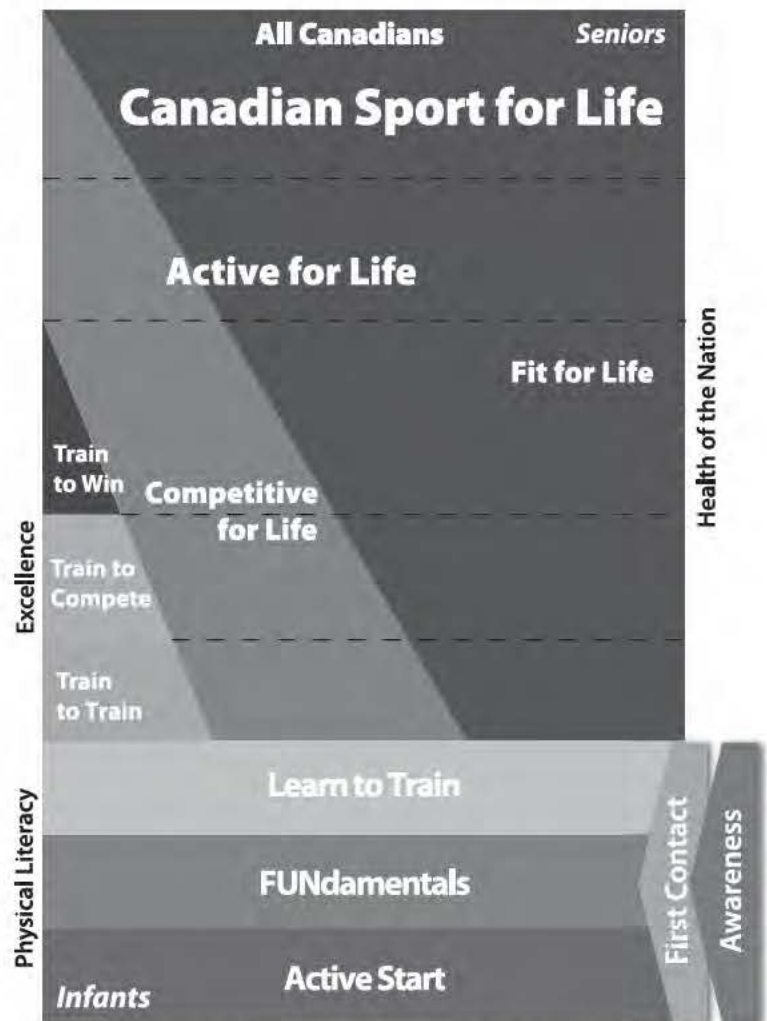 All Canadians
Seniors
Canadian Sport for Life
Active for Life
Fit for Life
Health of the Nation
Train
to Win
Competitive
for Life
Excellence
Train to
Compete
Train
to Train
Learn to Train
Physical Literacy
FUNdamentals
First Contact
Awareness
Active Start
Infants